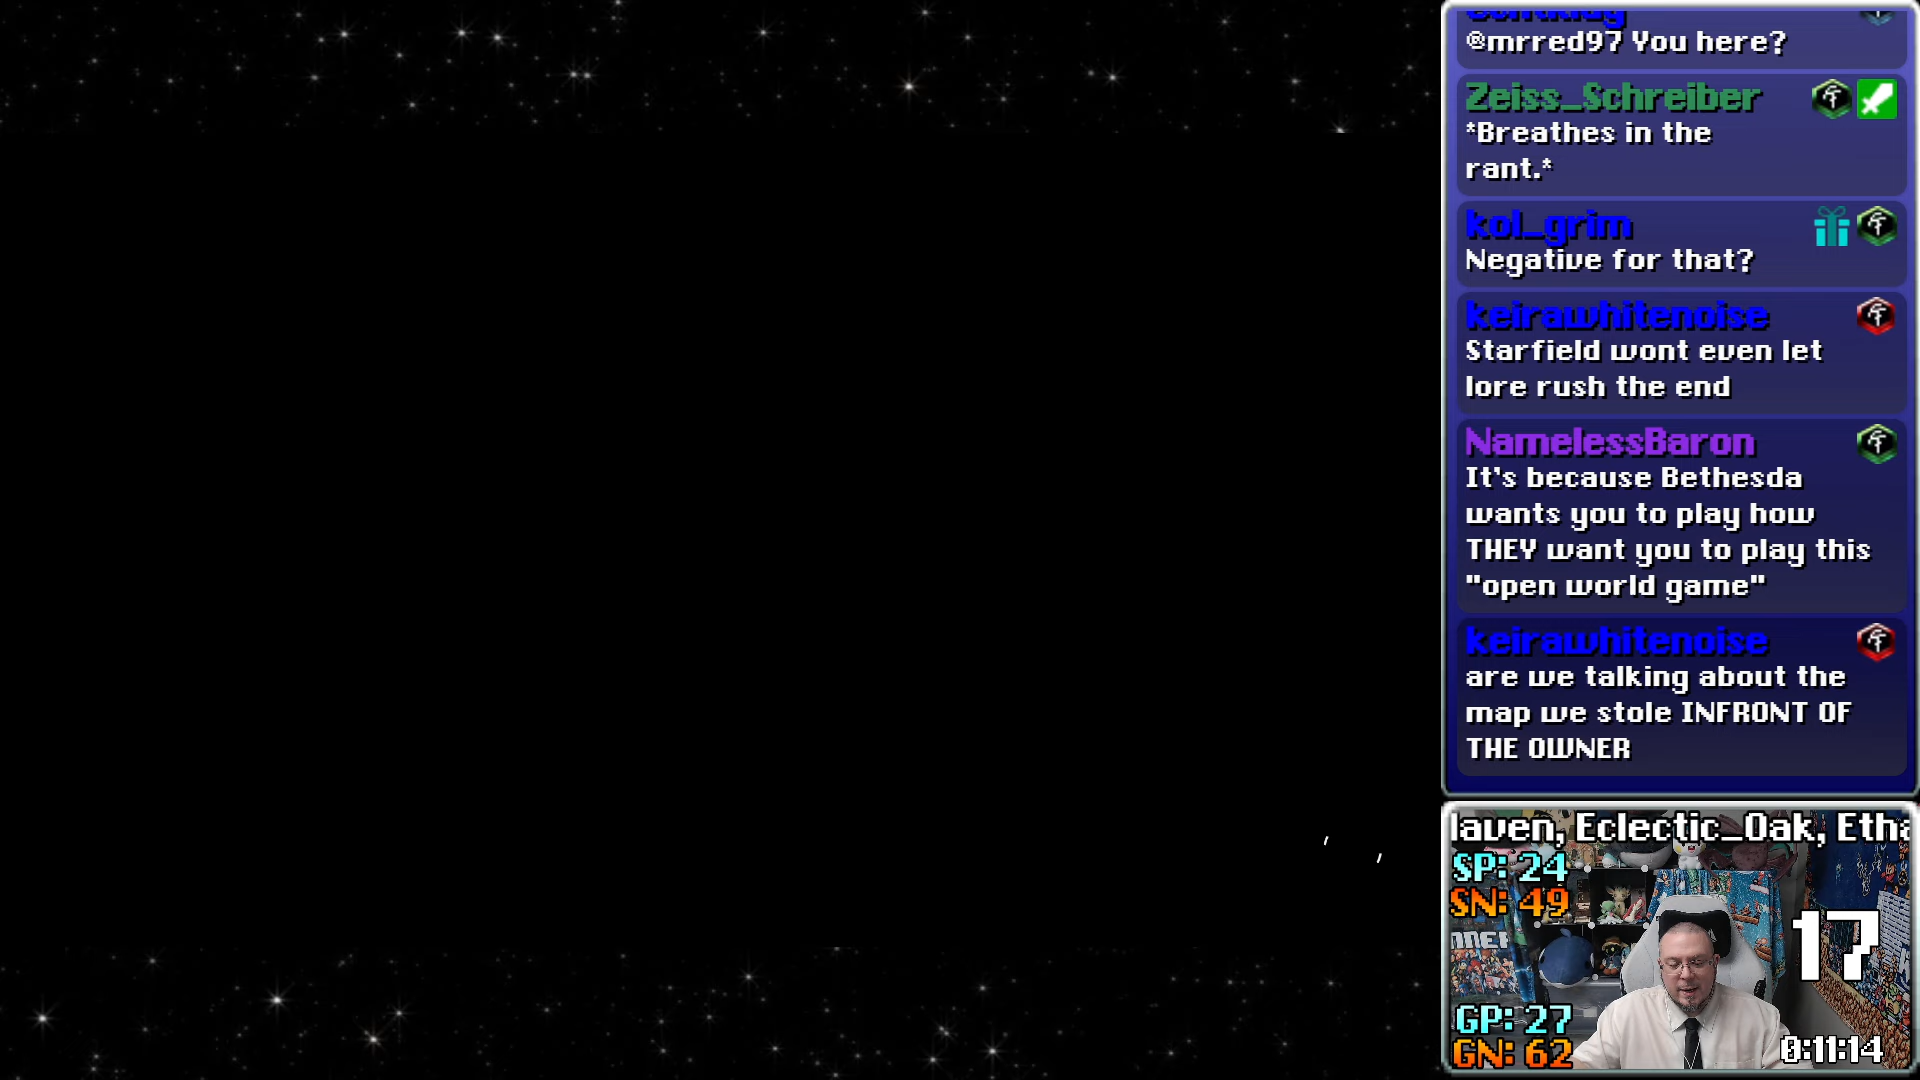 @mrred97 You here?
Zeiss_Schreiber
*Breathes in the
rant.*
kol_grim
Negative for that?
keirawhitenoise
Starfield wont even let
lore rush the end
NamelessBaron
It's because Bethesda
wants you to play how
THEY want you to play this
"open world game"
keirawhitenoise
are we talking about the
map we stole INFRONT OF
THE OWNER
laven, Eclectic_Oak, Etha
SP: 24
SN: 49
17
GP: 27
GN: 62
0:11:14